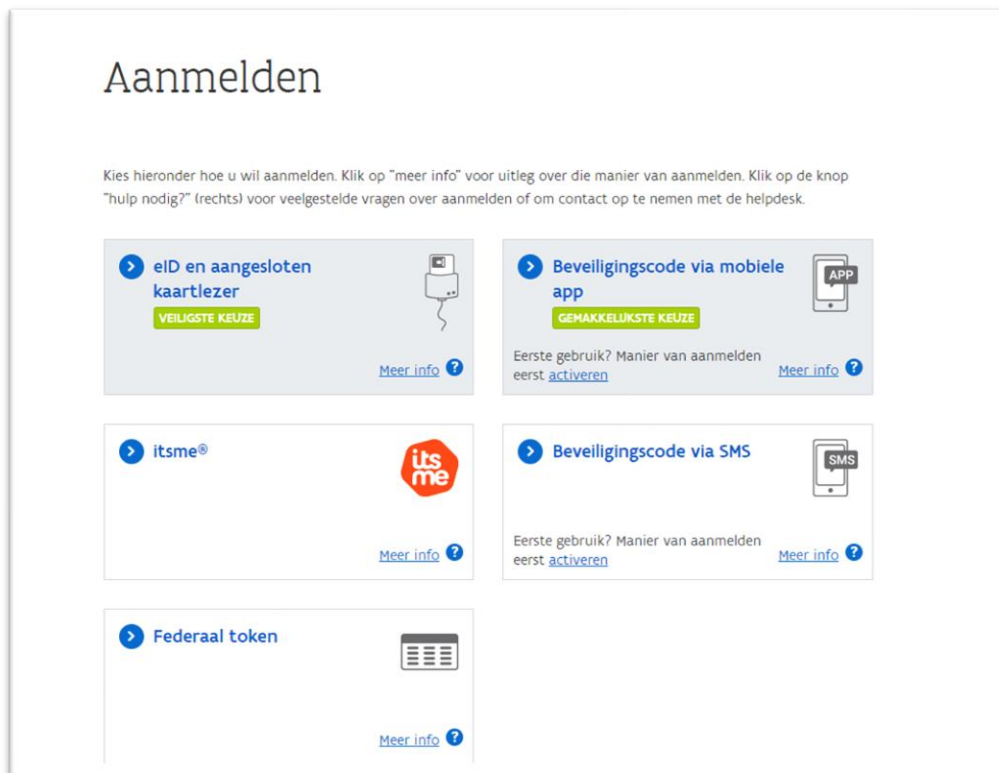 Aanmelden
Kies hieronder hoe u wil aanmelden. Klik op "meer info" voor uitleg over die manier van aanmelden. Klik op de knop
"hulp nodig?" (rechts) voor veelgestelde vragen over aanmelden of om contact op te nemen met de helpdesk.
eID en aangesloten
kaartlezer
VEILIGSTE KEUZE
Meer info ?
Beveiligingscode via mobiele
app
GEMAKKELIJKSTE KEUZE
APP
Eerste gebruik? Manier van aanmelden
eerst activeren
Meer info ?
itsme®
its
me
Meer info ?
Beveiligingscode via SMS
SMS
Eerste gebruik? Manier van aanmelden
eerst activeren
Meer info ?
Federaal token
Meer info ?